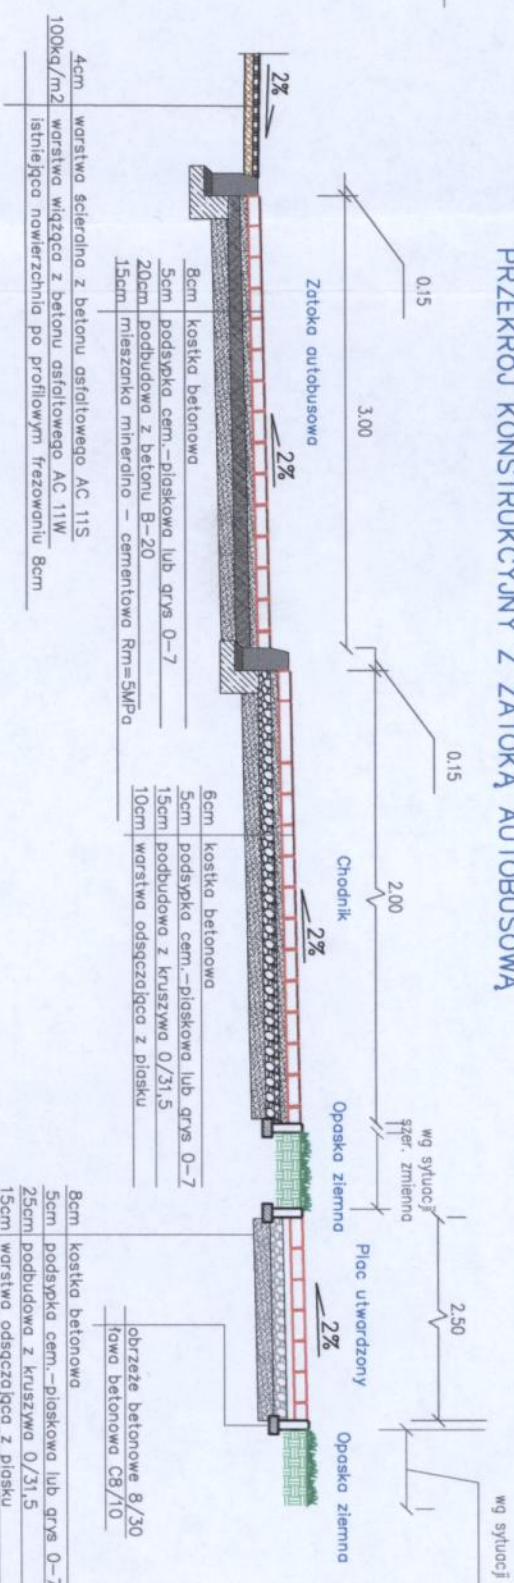 PRZEKRÓJ KONSTRUKCYJNY Z ZATOKĄ AUTOBUSOWĄ
0.15
3.00
0.15
2.00
wg sytuacji
szer. zmienna
2.50
wg sytuacji
Zatoka autobusowa
Chodnik
Opaska ziemna
Plac utwardzony
Opaska ziemna
2%
2%
2%
2%
8cm kostka betonowa
5cm podsypka cem.-piaskowa lub grys 0-7
20cm podbudowa z betonu B-20
15cm mieszanka mineralno - cementowa Rm=5MPa
4cm warstwa ścieralna z betonu asfaltowego AC 11S
100kg/m2 warstwa wiążąca z betonu asfaltowego AC 11W
istniejąca nawierzchnia po profilowym frezowaniu 8cm
6cm kostka betonowa
5cm podsypka cem.-piaskowa lub grys 0-7
15cm podbudowa z kruszywa 0/31,5
10cm warstwa odsączająca z piasku
obrzeże betonowe 8/30
ława betonowa C8/10
8cm kostka betonowa
5cm podsypka cem.-piaskowa lub grys 0-7
25cm podbudowa z kruszywa 0/31,5
15cm warstwa odsączająca z piasku